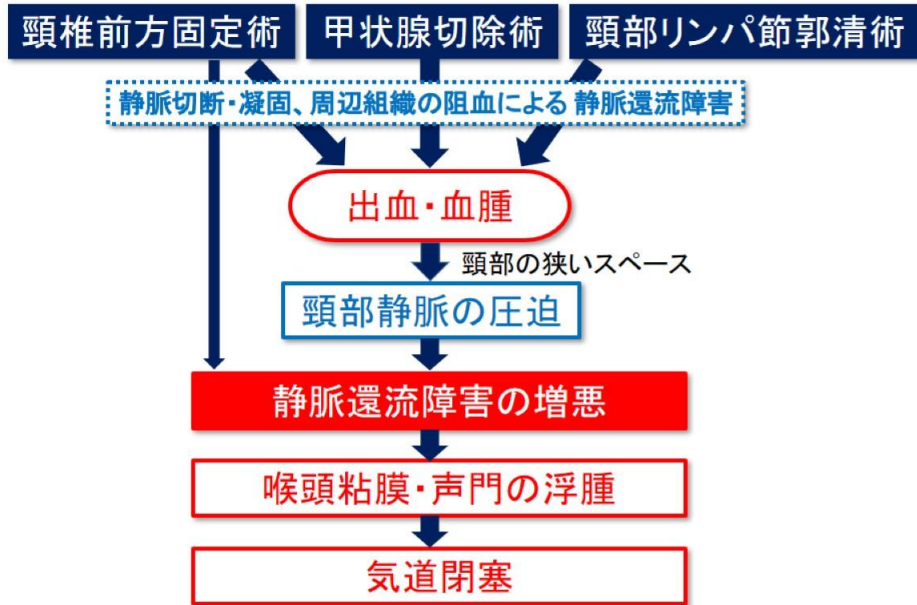 頸椎前方固定術
甲状腺切除術
頸部リンパ節郭清術
静脈切断・凝固、周辺組織の阻血による 静脈還流障害
出血・血腫
頸部の狭いスペース
頸部静脈の圧迫
静脈還流障害の増悪
喉頭粘膜・声門の浮腫
気道閉塞